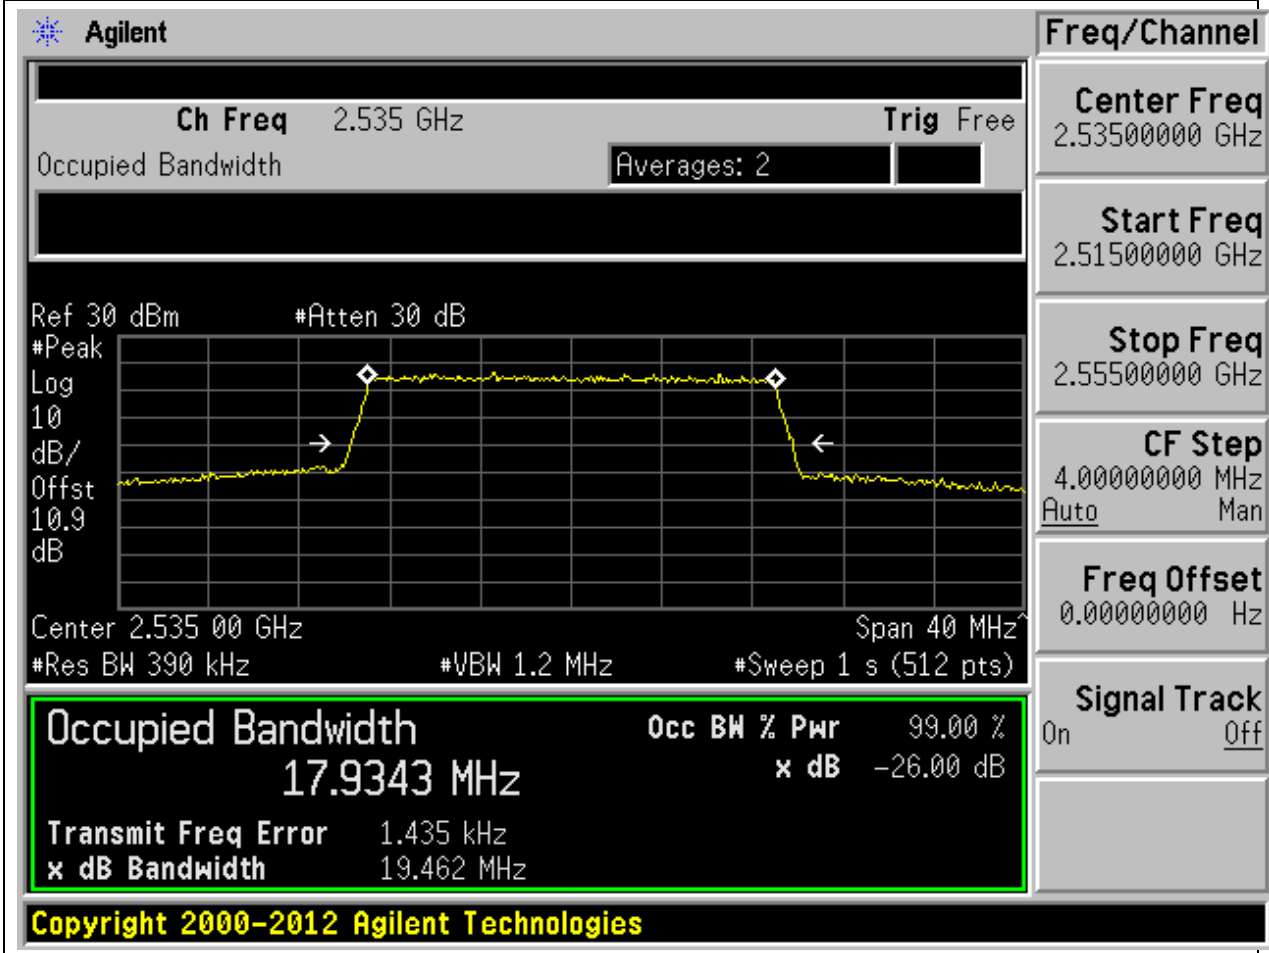 Agilent
Freq/Channel
Ch Freq 2.535 GHz Trig Free
Occupied Bandwidth Averages: 2
Ref 30 dBm #Atten 30 dB
#Peak
Log
10
dB/
Offst
10.9
dB
Center 2.535 00 GHz Span 40 MHz^
#Res BW 390 kHz #VBW 1.2 MHz #Sweep 1 s (512 pts)
Occupied Bandwidth Occ BW % Pwr 99.00 %
17.9343 MHz x dB -26.00 dB
Transmit Freq Error 1.435 kHz
x dB Bandwidth 19.462 MHz
Center Freq
2.53500000 GHz
Start Freq
2.51500000 GHz
Stop Freq
2.55500000 GHz
CF Step
4.00000000 MHz
Auto Man
Freq Offset
0.00000000 Hz
Signal Track
On Off
Copyright 2000-2012 Agilent Technologies